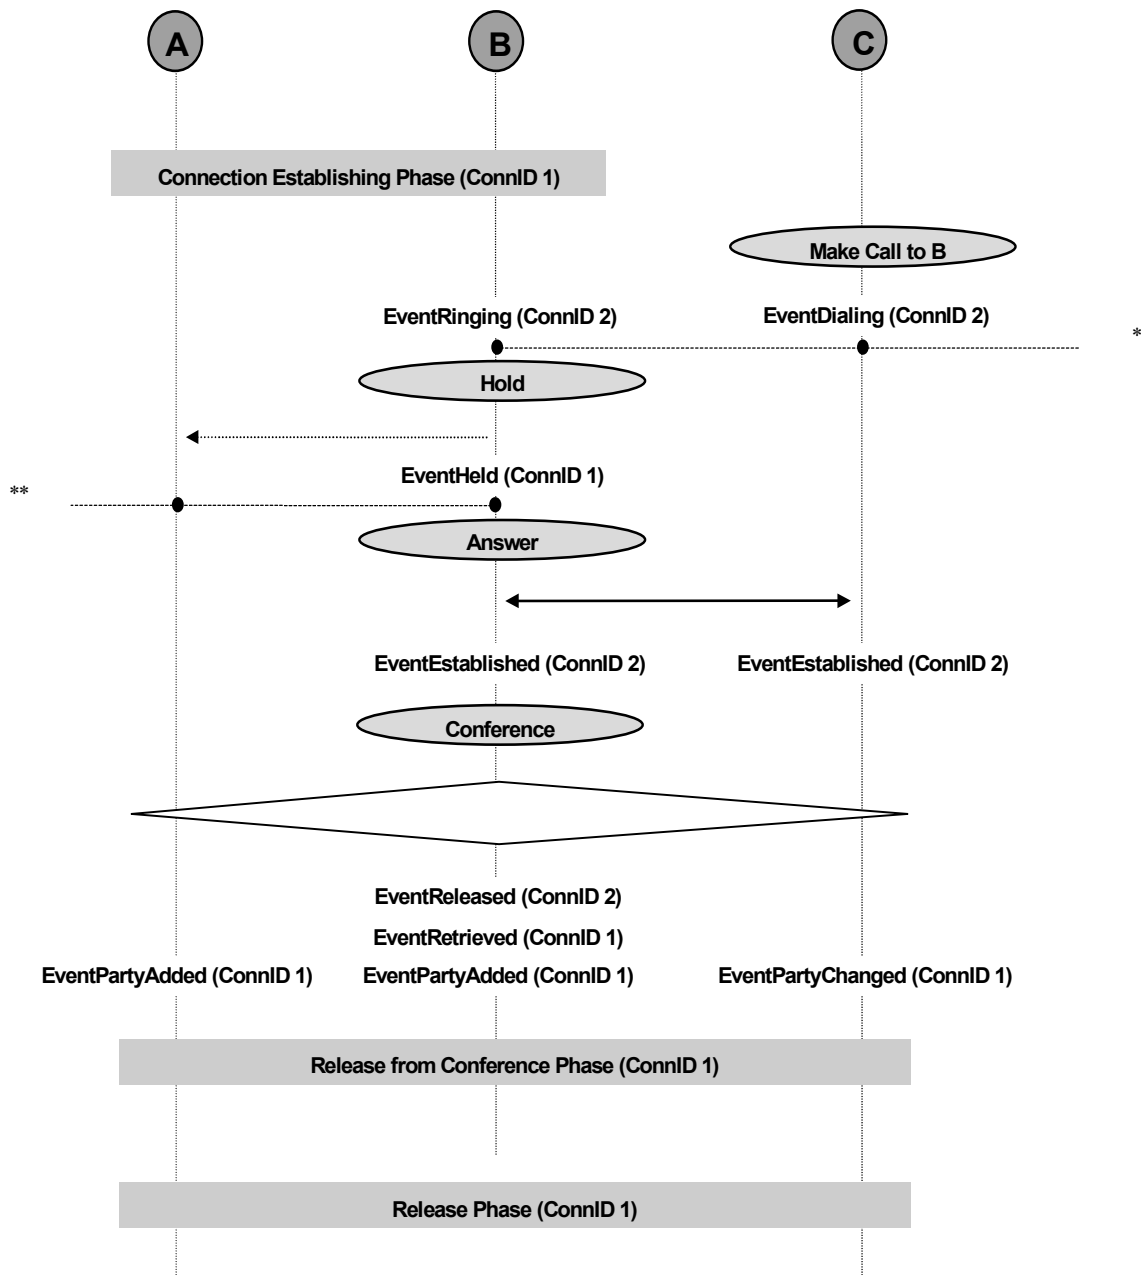 A
B
C
Connection Establishing Phase (ConnID 1)
Make Call to B
EventRinging (ConnID 2)
EventDialing (ConnID 2)
*
Hold
EventHeld (ConnID 1)
**
Answer
EventEstablished (ConnID 2)
EventEstablished (ConnID 2)
Conference
EventReleased (ConnID 2)
EventRetrieved (ConnID 1)
EventPartyAdded (ConnID 1)
EventPartyAdded (ConnID 1)
EventPartyChanged (ConnID 1)
Release from Conference Phase (ConnID 1)
Release Phase (ConnID 1)